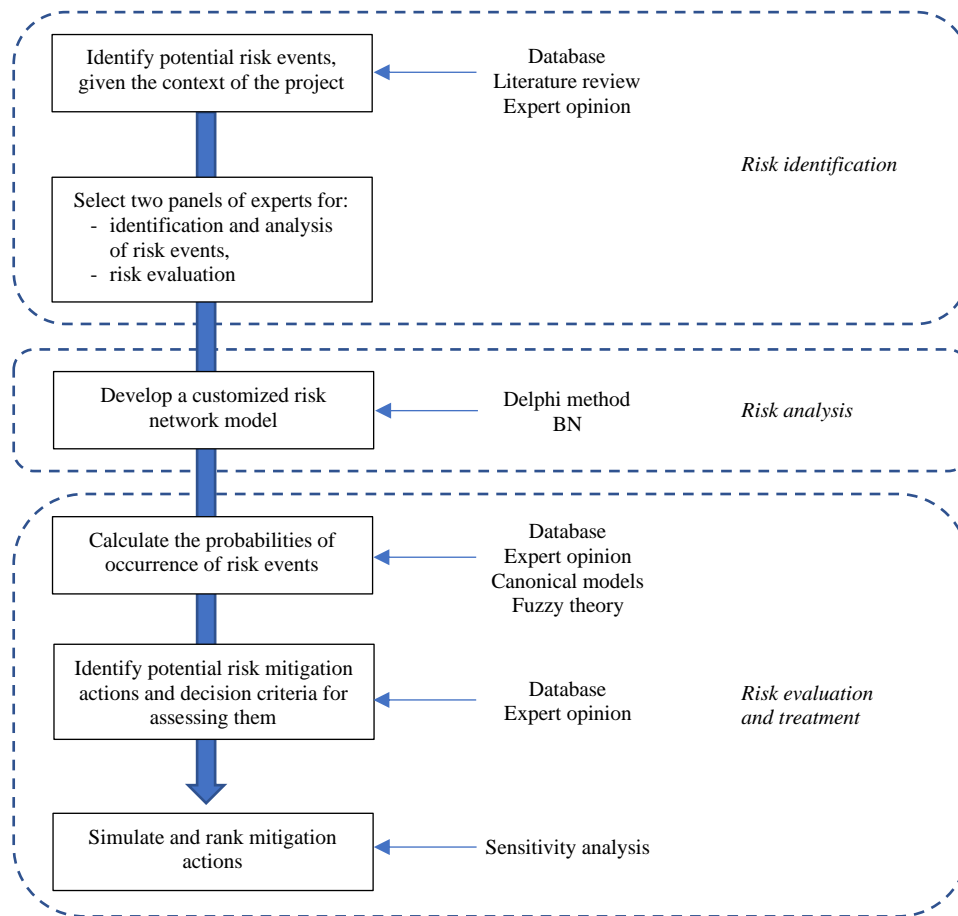 Identify potential risk events,
given the context of the project
Database
Literature review
Expert opinion
Risk identification
Select two panels of experts for:
- identification and analysis
of risk events,
- risk evaluation
Develop a customized risk
network model
Delphi method
BN
Risk analysis
Calculate the probabilities of
occurrence of risk events
Database
Expert opinion
Canonical models
Fuzzy theory
Identify potential risk mitigation
actions and decision criteria for
assessing them
Database
Expert opinion
Risk evaluation
and treatment
Simulate and rank mitigation
actions
Sensitivity analysis